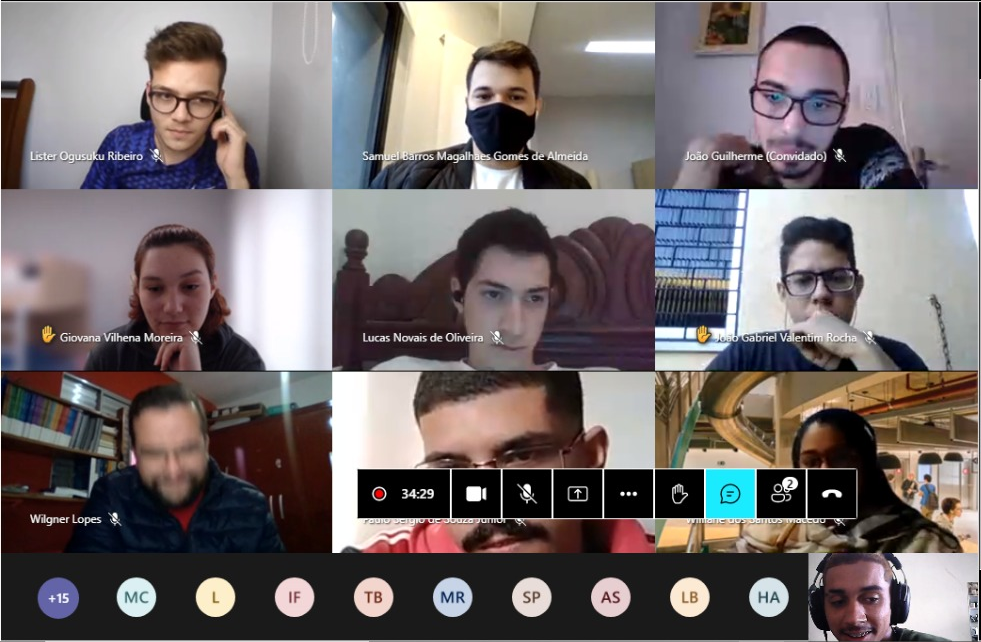 Lister Ogusuku Ribeiro
Samuel Barros Magalhães Gomes de Almeida
João Guilherme (Convidado)
Giovana Vilhena Moreira
Lucas Novais de Oliveira
João Gabriel Valentim Rocha
34:29
2
Wilgner Lopes
Paulo Sérgio de Souza Junior
dos Santos Macedo
+15
MC
L
IF
TB
MR
SP
AS
LB
HA